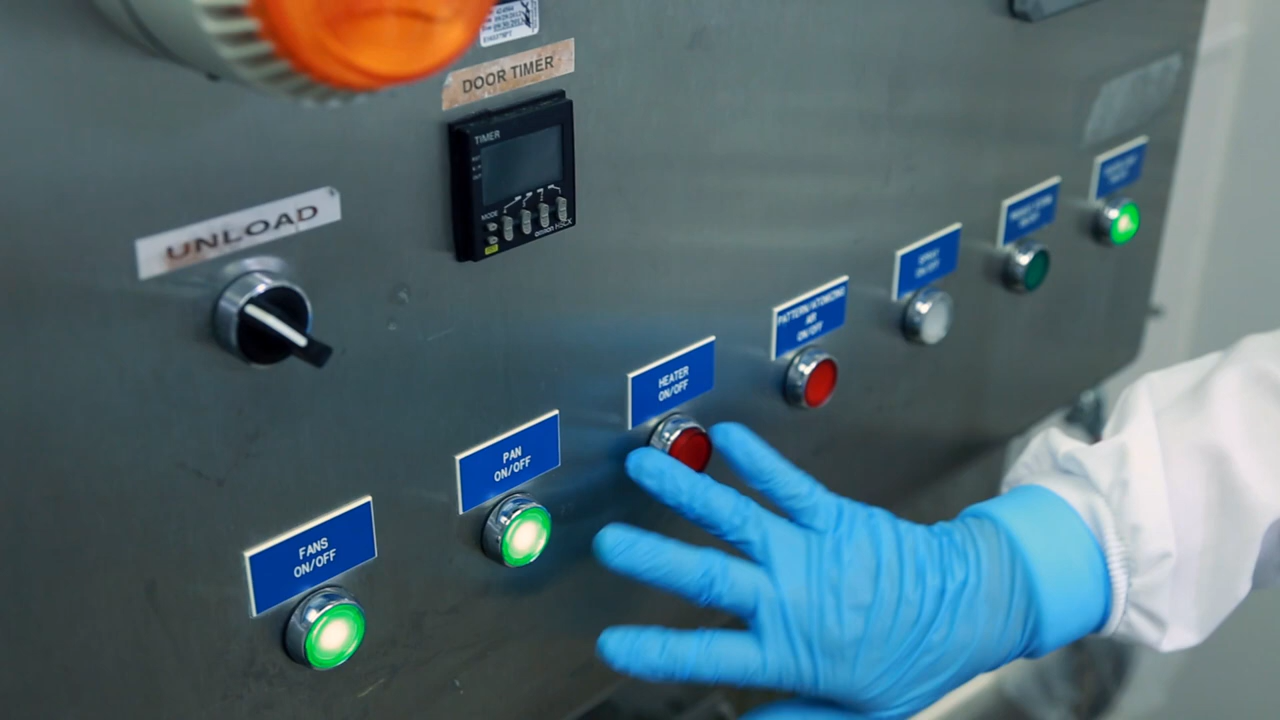 DOOR TIMER
TIMER
MODE
omron H5CX
UNLOAD
FANS
ON/OFF
PAN
ON/OFF
HEATER
ON/OFF
PATTERN/ATOMIZING
AIR
ON/OFF
SPRAY
ON/OFF